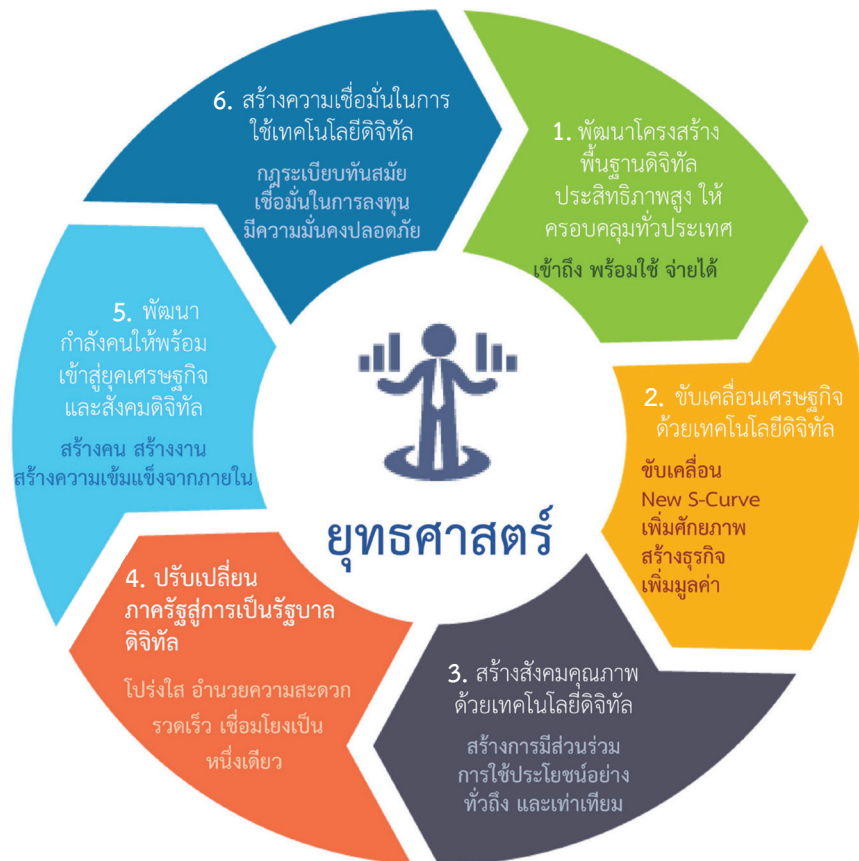 1. พัฒนาโครงสร้าง
พื้นฐานดิจิทัล
ประสิทธิภาพสูง ให้
ครอบคลุมทั่วประเทศ
เข้าถึง พร้อมใช้ จ่ายได้
2. ขับเคลื่อนเศรษฐกิจ
ด้วยเทคโนโลยีดิจิทัล
ขับเคลื่อน
New S-Curve
เพิ่มศักยภาพ
สร้างธุรกิจ
เพิ่มมูลค่า
3. สร้างสังคมคุณภาพ
ด้วยเทคโนโลยีดิจิทัล
สร้างการมีส่วนร่วม
การใช้ประโยชน์อย่าง
ทั่วถึง และเท่าเทียม
4. ปรับเปลี่ยน
ภาครัฐสู่การเป็นรัฐบาล
ดิจิทัล
โปร่งใส อำนวยความสะดวก
รวดเร็ว เชื่อมโยงเป็น
หนึ่งเดียว
5. พัฒนา
กำลังคนให้พร้อม
เข้าสู่ยุคเศรษฐกิจ
และสังคมดิจิทัล
สร้างคน สร้างงาน
สร้างความเข้มแข็งจากภายใน
6. สร้างความเชื่อมั่นในการ
ใช้เทคโนโลยีดิจิทัล
กฎระเบียบทันสมัย
เชื่อมั่นในการลงทุน
มีความมั่นคงปลอดภัย
ยุทธศาสตร์